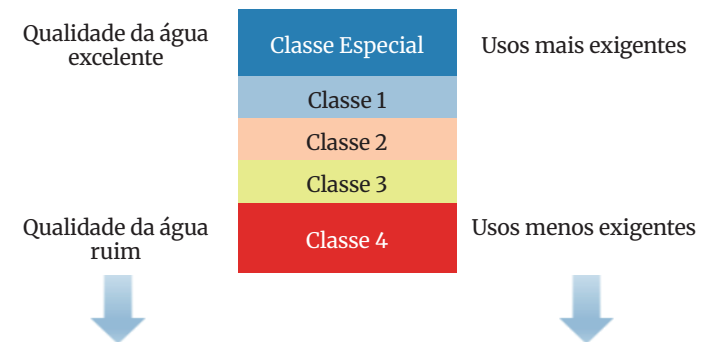 Qualidade da água
excelente
Classe Especial
Usos mais exigentes
Classe 1
Classe 2
Classe 3
Qualidade da água
ruim
Classe 4
Usos menos exigentes